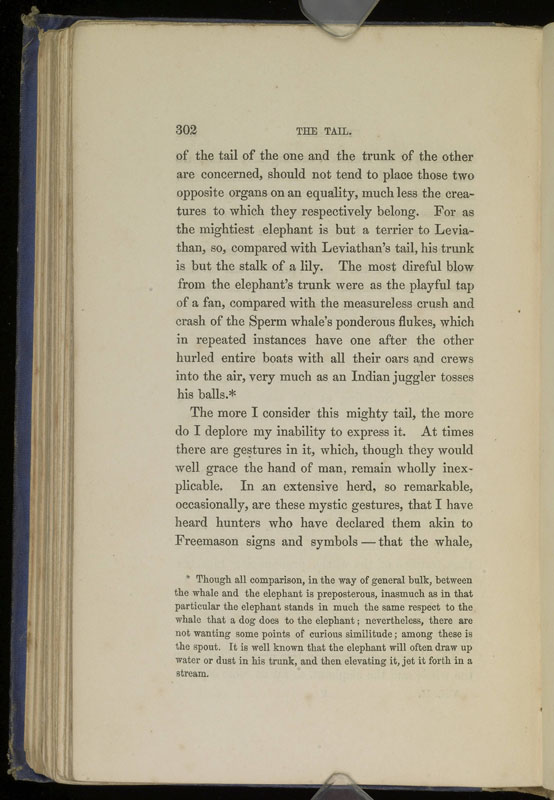 302 THE TAIL.
of the tail of the one and the trunk of the other
are concerned, should not tend to place those two
opposite organs on an equality, much less the crea-
tures to which they respectively belong. For as
the mightiest elephant is but a terrier to Levia-
than, so, compared with Leviathan's tail, his trunk
is but the stalk of a lily. The most direful blow
from the elephant's trunk were as the playful tap
of a fan, compared with the measureless crush and
crash of the Sperm whale's ponderous flukes, which
in repeated instances have one after the other
hurled entire boats with all their oars and crews
into the air, very much as an Indian juggler tosses
his balls.*
The more I consider this mighty tail, the more
do I deplore my inability to express it. At times
there are gestures in it, which, though they would
well grace the hand of man, remain wholly inex-
plicable. In an extensive herd, so remarkable,
occasionally, are these mystic gestures, that I have
heard hunters who have declared them akin to
Freemason signs and symbols — that the whale,
* Though all comparison, in the way of general bulk, between
the whale and the elephant is preposterous, inasmuch as in that
particular the elephant stands in much the same respect to the
whale that a dog does to the elephant; nevertheless, there are
not wanting some points of curious similitude; among these is
the spout. It is well known that the elephant will often draw up
water or dust in his trunk, and then elevating it, jet it forth in a
stream.